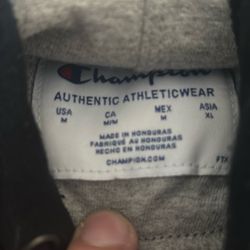 Champion
AUTHENTIC ATHLETICWEAR
USA CA MEX ASIA
M M/M M XL
MADE IN HONDURAS
FABRIQUÉ AU HONDURAS
HECHO EN HONDURAS
CHAMPION.COM FTX